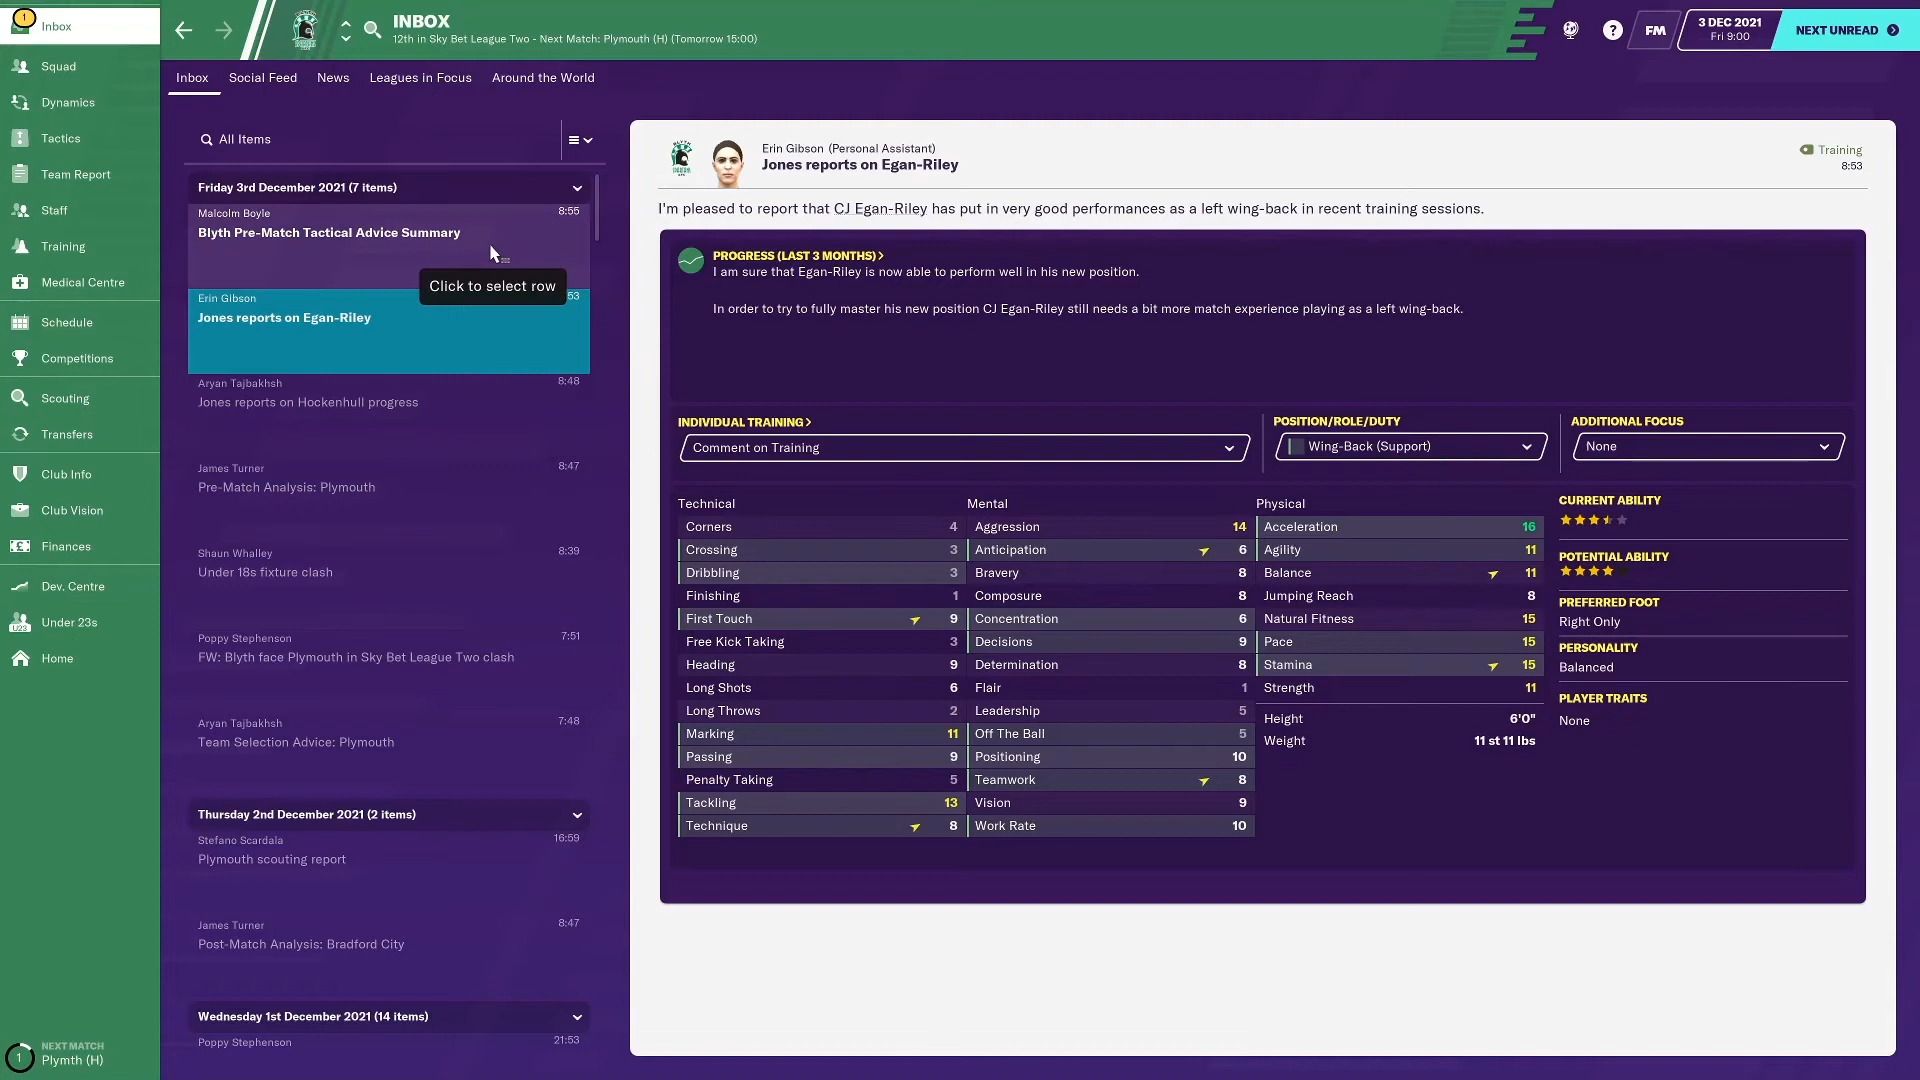 1
Inbox
Squad
Dynamics
Tactics
Team Report
Staff
Training
Medical Centre
Schedule
Competitions
Scouting
Transfers
Club Info
Club Vision
Finances
Dev. Centre
U23
Under 23s
Home
1
NEXT MATCH
Plymth (H)
INBOX
12th in Sky Bet League Two - Next Match: Plymouth (H) (Tomorrow 15:00)
?
FM
3 DEC 2021
Fri 9:00
NEXT UNREAD
Inbox Social Feed News Leagues in Focus Around the World
All Items
Friday 3rd December 2021 (7 items)
Malcolm Boyle 8:55
Blyth Pre-Match Tactical Advice Summary
Click to select row
Erin Gibson 53
Jones reports on Egan-Riley
Aryan Tajbakhsh 8:48
Jones reports on Hockenhull progress
James Turner 8:47
Pre-Match Analysis: Plymouth
Shaun Whalley 8:39
Under 18s fixture clash
Poppy Stephenson 7:51
FW: Blyth face Plymouth in Sky Bet League Two clash
Aryan Tajbakhsh 7:48
Team Selection Advice: Plymouth
Thursday 2nd December 2021 (2 items)
Stefano Scardala 16:59
Plymouth scouting report
James Turner 8:47
Post-Match Analysis: Bradford City
Wednesday 1st December 2021 (14 items)
Poppy Stephenson 21:53
Erin Gibson (Personal Assistant)
Jones reports on Egan-Riley
Training
8:53
I'm pleased to report that CJ Egan-Riley has put in very good performances as a left wing-back in recent training sessions.
PROGRESS (LAST 3 MONTHS)>
I am sure that Egan-Riley is now able to perform well in his new position.
In order to try to fully master his new position CJ Egan-Riley still needs a bit more match experience playing as a left wing-back.
INDIVIDUAL TRAINING>
Comment on Training
POSITION/ROLE/DUTY
Wing-Back (Support)
ADDITIONAL FOCUS
None
Technical
Corners 4
Crossing 3
Dribbling 3
Finishing 1
First Touch 9
Free Kick Taking 3
Heading 9
Long Shots 6
Long Throws 2
Marking 11
Passing 9
Penalty Taking 5
Tackling 13
Technique 8
Mental
Aggression 14
Anticipation 6
Bravery 8
Composure 8
Concentration 6
Decisions 9
Determination 8
Flair 1
Leadership 5
Off The Ball 5
Positioning 10
Teamwork 8
Vision 9
Work Rate 10
Physical
Acceleration 16
Agility 11
Balance 11
Jumping Reach 8
Natural Fitness 15
Pace 15
Stamina 15
Strength 11
Height 6'0"
Weight 11 st 11 lbs
CURRENT ABILITY
POTENTIAL ABILITY
PREFERRED FOOT
Right Only
PERSONALITY
Balanced
PLAYER TRAITS
None